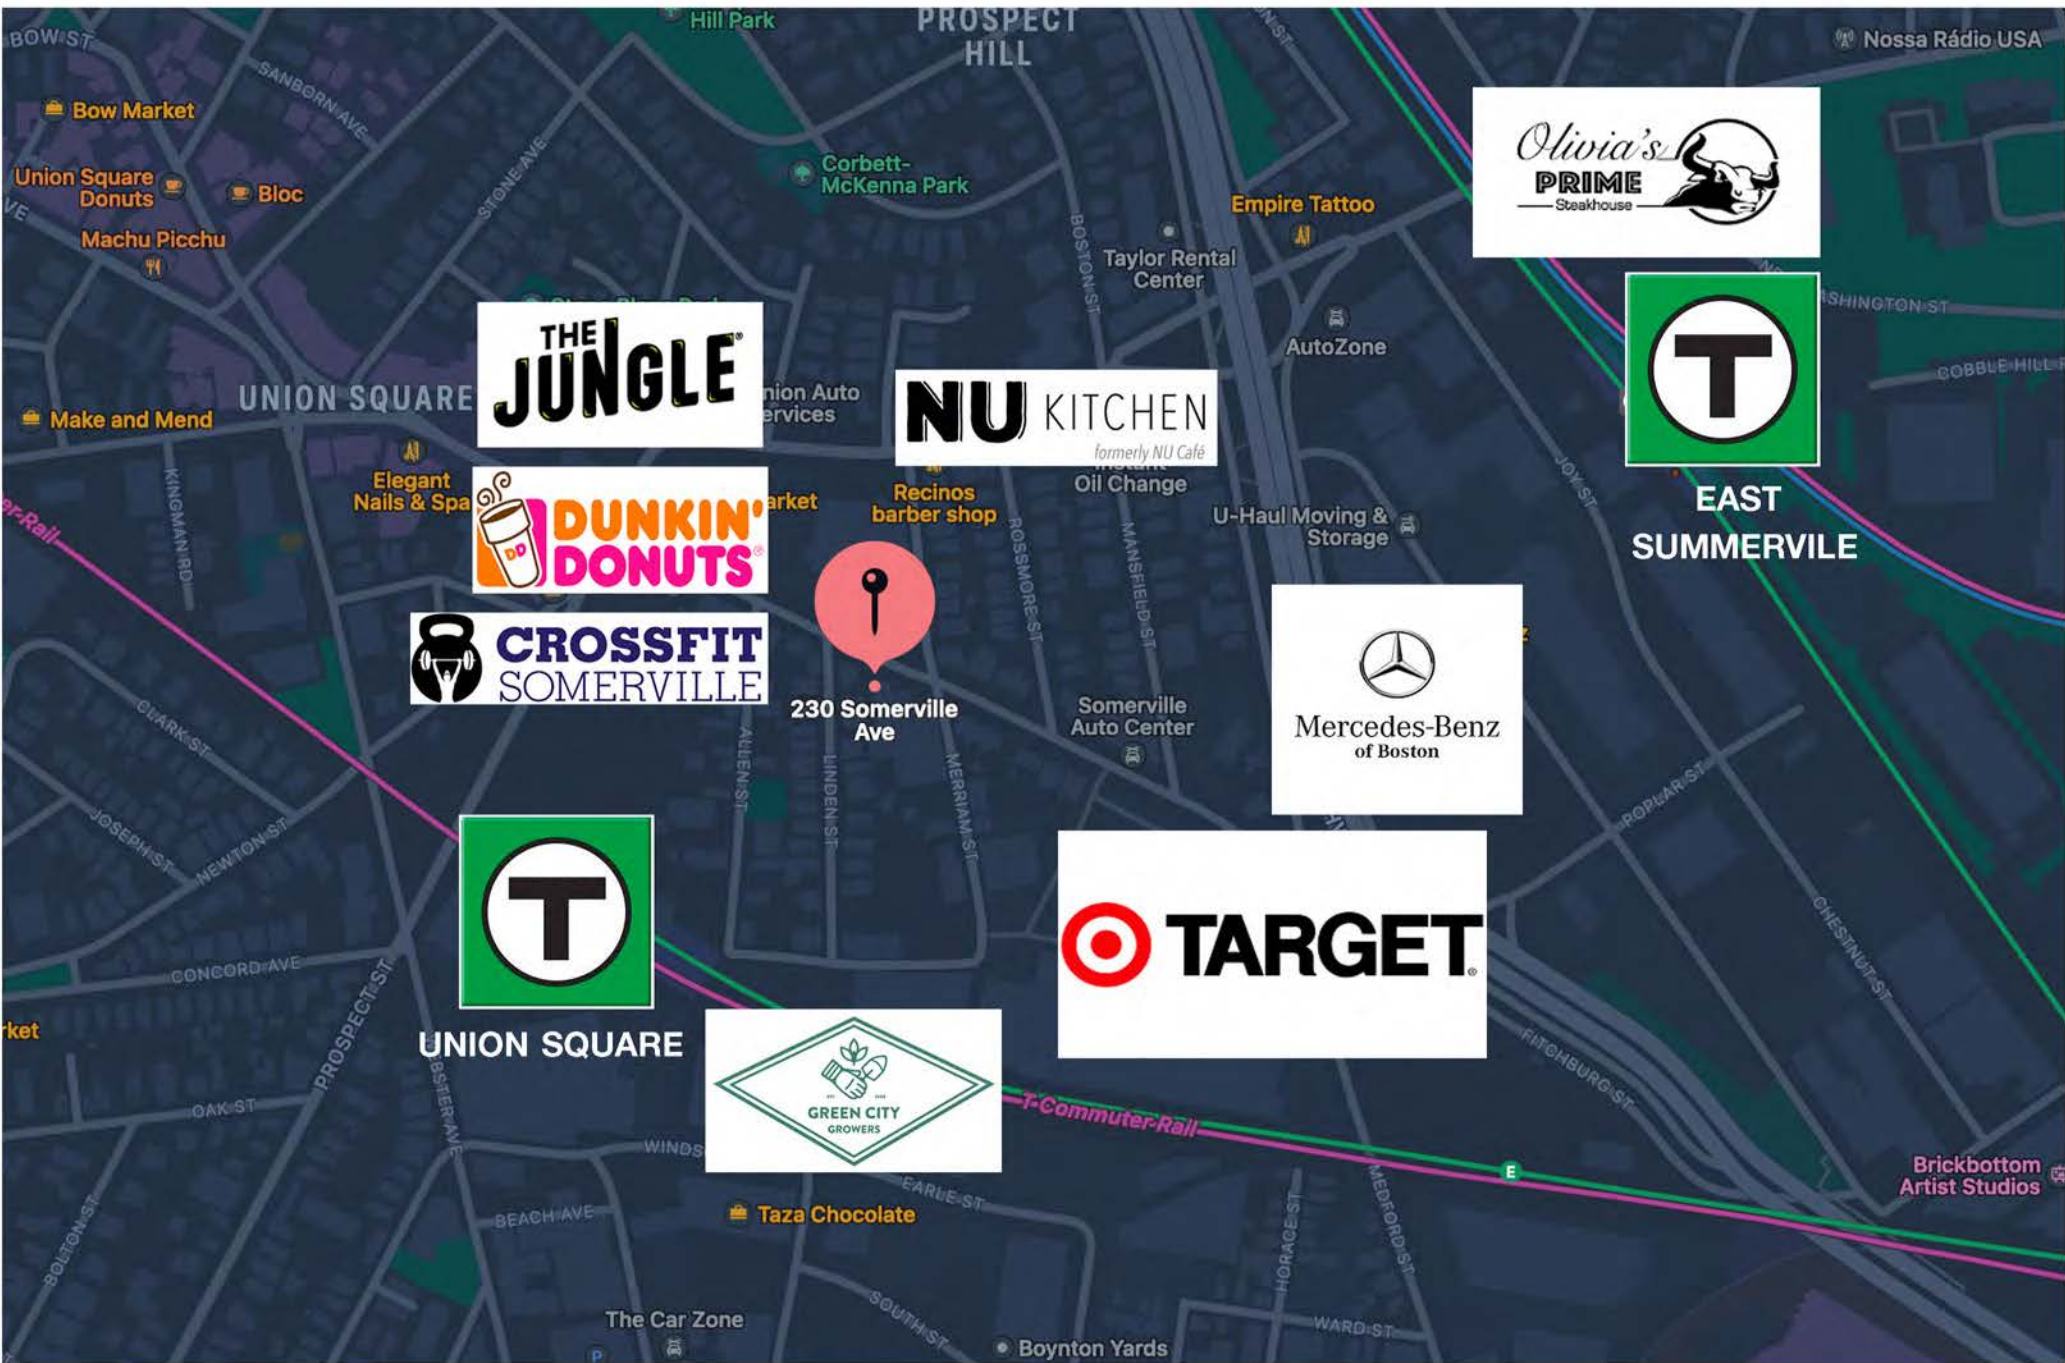 Hill Park
PROSPECT
HILL
Nossa Rádio USA
BOW ST
SANBORN AVE
Bow Market
Olivia's
PRIME
Steakhouse
Corbett-
McKenna Park
Union Square
Donuts
Bloc
STONE AVE
Empire Tattoo
Machu Picchu
BOSTON ST
Taylor Rental
Center
T
WASHINGTON ST
THE
JUNGLE
AutoZone
COBBLE HILL
UNION SQUARE
Make and Mend
NU KITCHEN
formerly NU Café
Elegant
Nails & Spa
Oil Change
JOY ST
EAST
SUMMERVILE
KINGMAN RD
DUNKIN'
DONUTS
DD
Recinos
barber shop
U-Haul Moving &
Storage
ROSSMORE ST
MANSFIELD ST
CROSSFIT
SOMERVILLE
230 Somerville
Ave
Somerville
Auto Center
Mercedes-Benz
of Boston
CLARK ST
ALLEN ST
LINDEN ST
MERRIAM ST
POPLAR ST
JOSEPH ST
NEWTON ST
T
TARGET
CHESTNUT ST
CONCORD AVE
PROSPECT ST
UNION SQUARE
FITCHBURG ST
GREEN CITY
GROWERS
T-Commuter-Rail
OAK ST
WEBSTER AVE
WINDS
E
MEDFORD ST
Brickbottom
Artist Studios
EARLE ST
BEACH AVE
Taza Chocolate
HORACE ST
BOLTON ST
The Car Zone
SOUTH ST
WARD ST
P
Boynton Yards